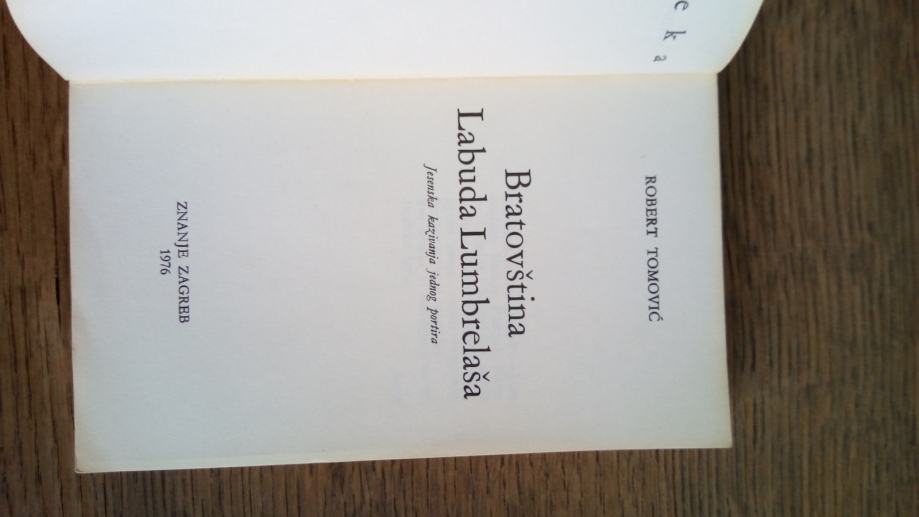 e k a
ROBERT TOMOVIĆ
Bratovština
Labuda Lumbrelaša
Jesenska kazivanja jednog portira
ZNANJE ZAGREB
1976